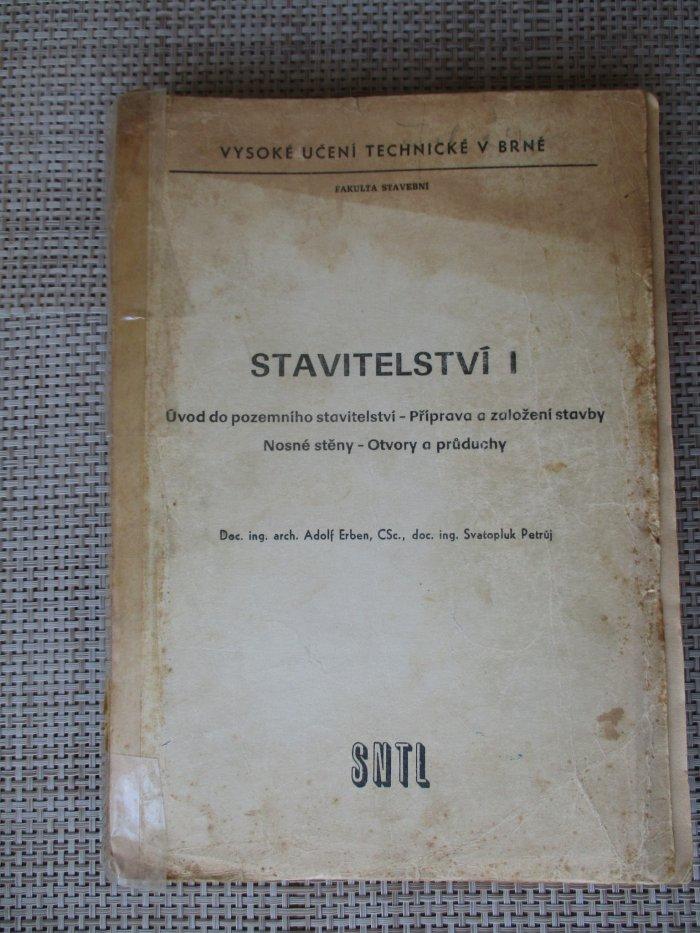 VYSOKÉ UČENÍ TECHNICKÉ V BRNĚ
FAKULTA STAVEBNÍ
STAVITELSTVÍ I
Úvod do pozemního stavitelství – Příprava a založení stavby
Nosné stěny – Otvory a průduchy
Doc. ing. arch. Adolf Erben, CSc., doc. ing. Svatopluk Petrůj
SNTL